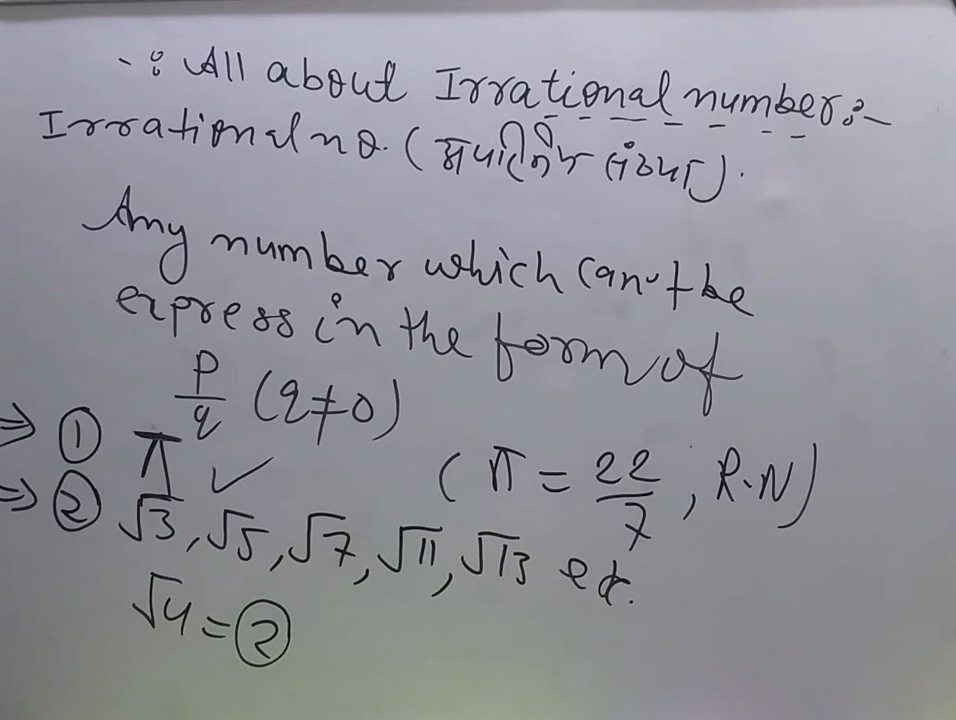 -: All about Irrational number:-
Irrational no. (अपरिमेय संख्या).
Any number which can't be
express in the form of
p/q (q≠0)
⇒ ① π ✓ (π = 22/7, R.N)
⇒ ② √3, √5, √7, √11, √13 etc.
√4 = ②